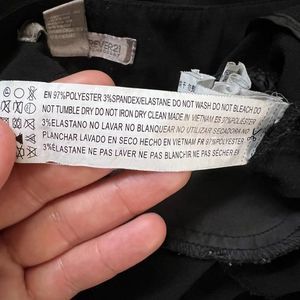 EVER21
EN 97%POLYESTER 3%SPANDEX/ELASTANE DO NOT WASH DO NOT BLEACH DO
NOT TUMBLE DRY DO NOT IRON DRY CLEAN MADE IN VIETNAM ES 97%POLIÉSTER
3%ELASTANO NO LAVAR NO BLANQUEAR NO UTILIZAR SECADORA NO
PLANCHAR LAVADO EN SECO HECHO EN VIETNAM FR 97%POLYESTER
3%ÉLASTANE NE PAS LAVER NE PAS BLANCHIR NE PAS SÉCHER EN